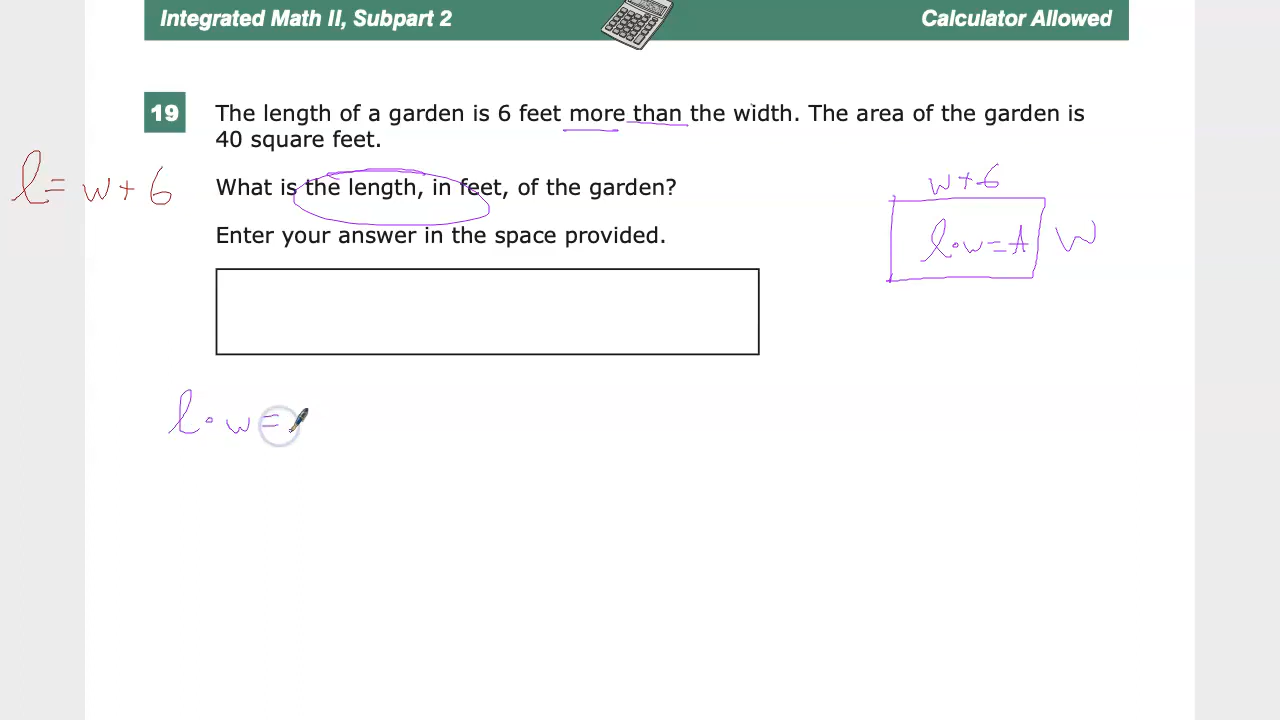 Integrated Math II, Subpart 2 Calculator Allowed
19 The length of a garden is 6 feet more than the width. The area of the garden is
40 square feet.
l = w + 6
What is the length, in feet, of the garden?
w + 6
Enter your answer in the space provided.
l · w = A
W
l · w =